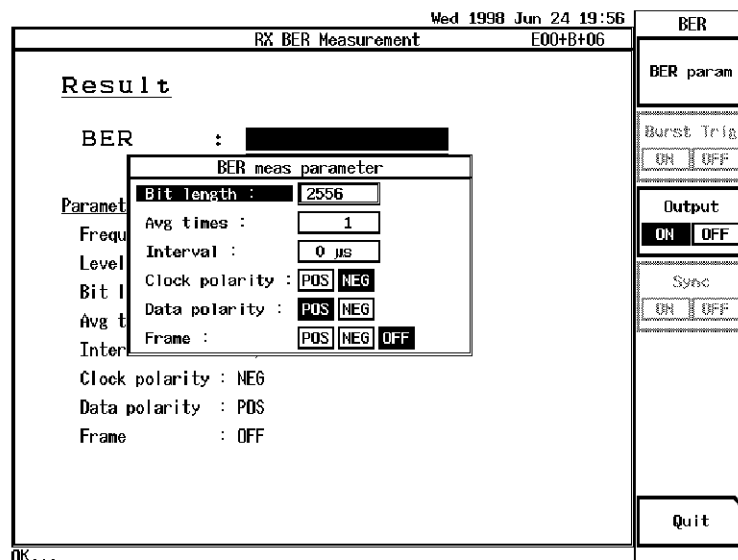 Wed 1998 Jun 24 19:56
RX BER Measurement E00+B+06
Result
BER :
BER meas parameter
Bit length : 2556
Avg times : 1
Interval : 0 µs
Clock polarity : POS NEG
Data polarity : POS NEG
Frame : POS NEG OFF
Paramet
Frequ
Level
Bit l
Avg t
Inter
Clock polarity : NEG
Data polarity : POS
Frame : OFF
OK...
BER
BER param
Burst Trig
ON OFF
Output
ON OFF
Sync
ON OFF
Quit